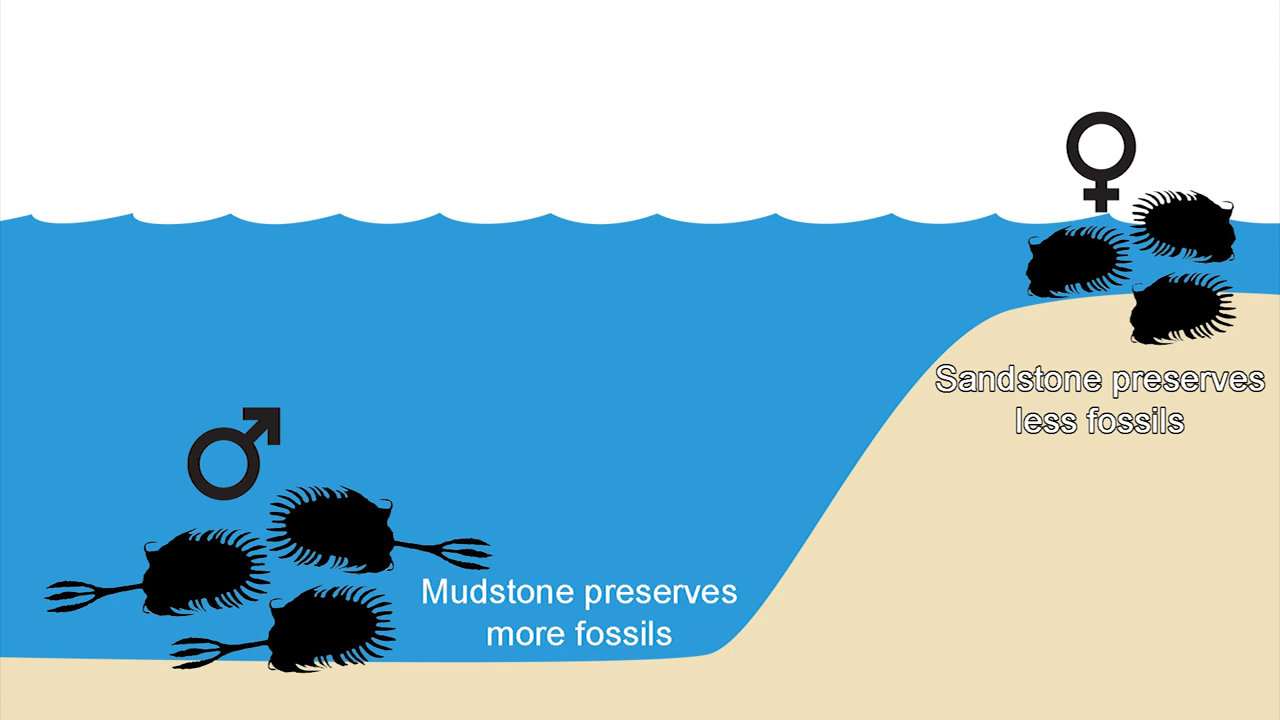 Sandstone preserves
less fossils
Mudstone preserves
more fossils